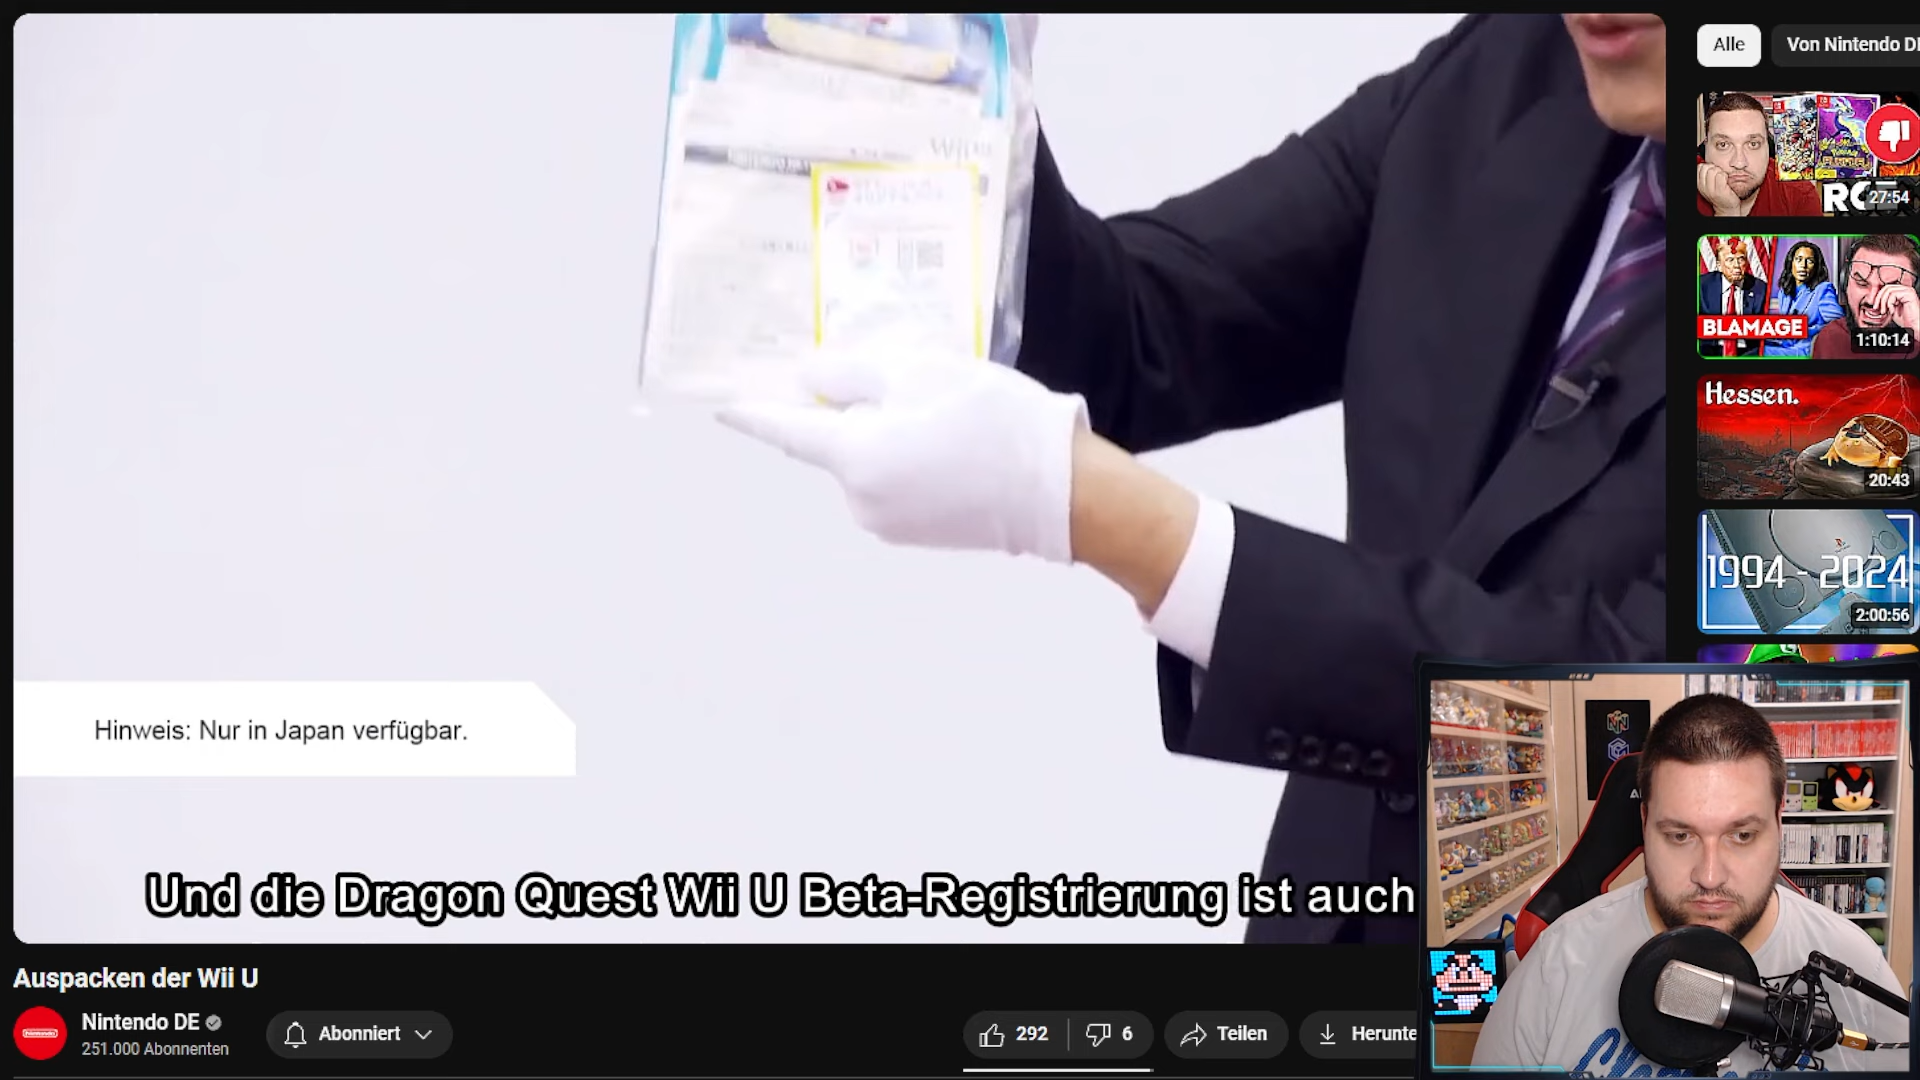 Alle
Von Nintendo DE
27:54
BLAMAGE
1:10:14
Hessen.
20:43
1994 - 2024
2:00:56
Hinweis: Nur in Japan verfügbar.
Und die Dragon Quest Wii U Beta-Registrierung ist auch
Auspacken der Wii U
Nintendo DE
251.000 Abonnenten
Abonniert
292
6
Teilen
Herunte